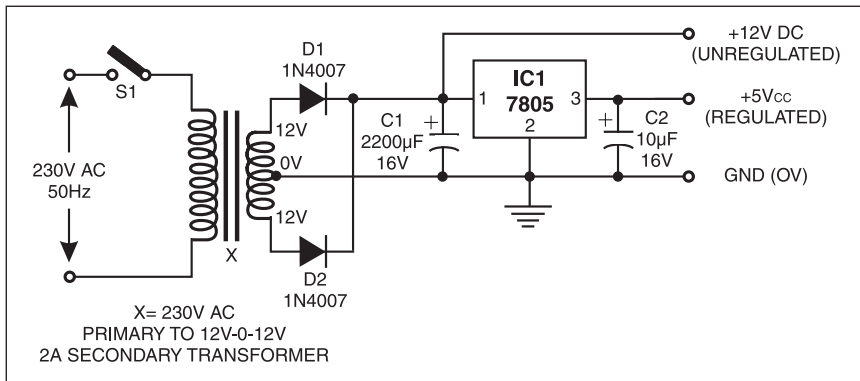 S1
230V AC
50Hz
X
X= 230V AC
PRIMARY TO 12V-0-12V
2A SECONDARY TRANSFORMER
D1
1N4007
12V
0V
12V
D2
1N4007
C1
2200µF
16V
+
IC1
7805
1
2
3
+
C2
10µF
16V
+12V DC
(UNREGULATED)
+5VCC
(REGULATED)
GND (OV)